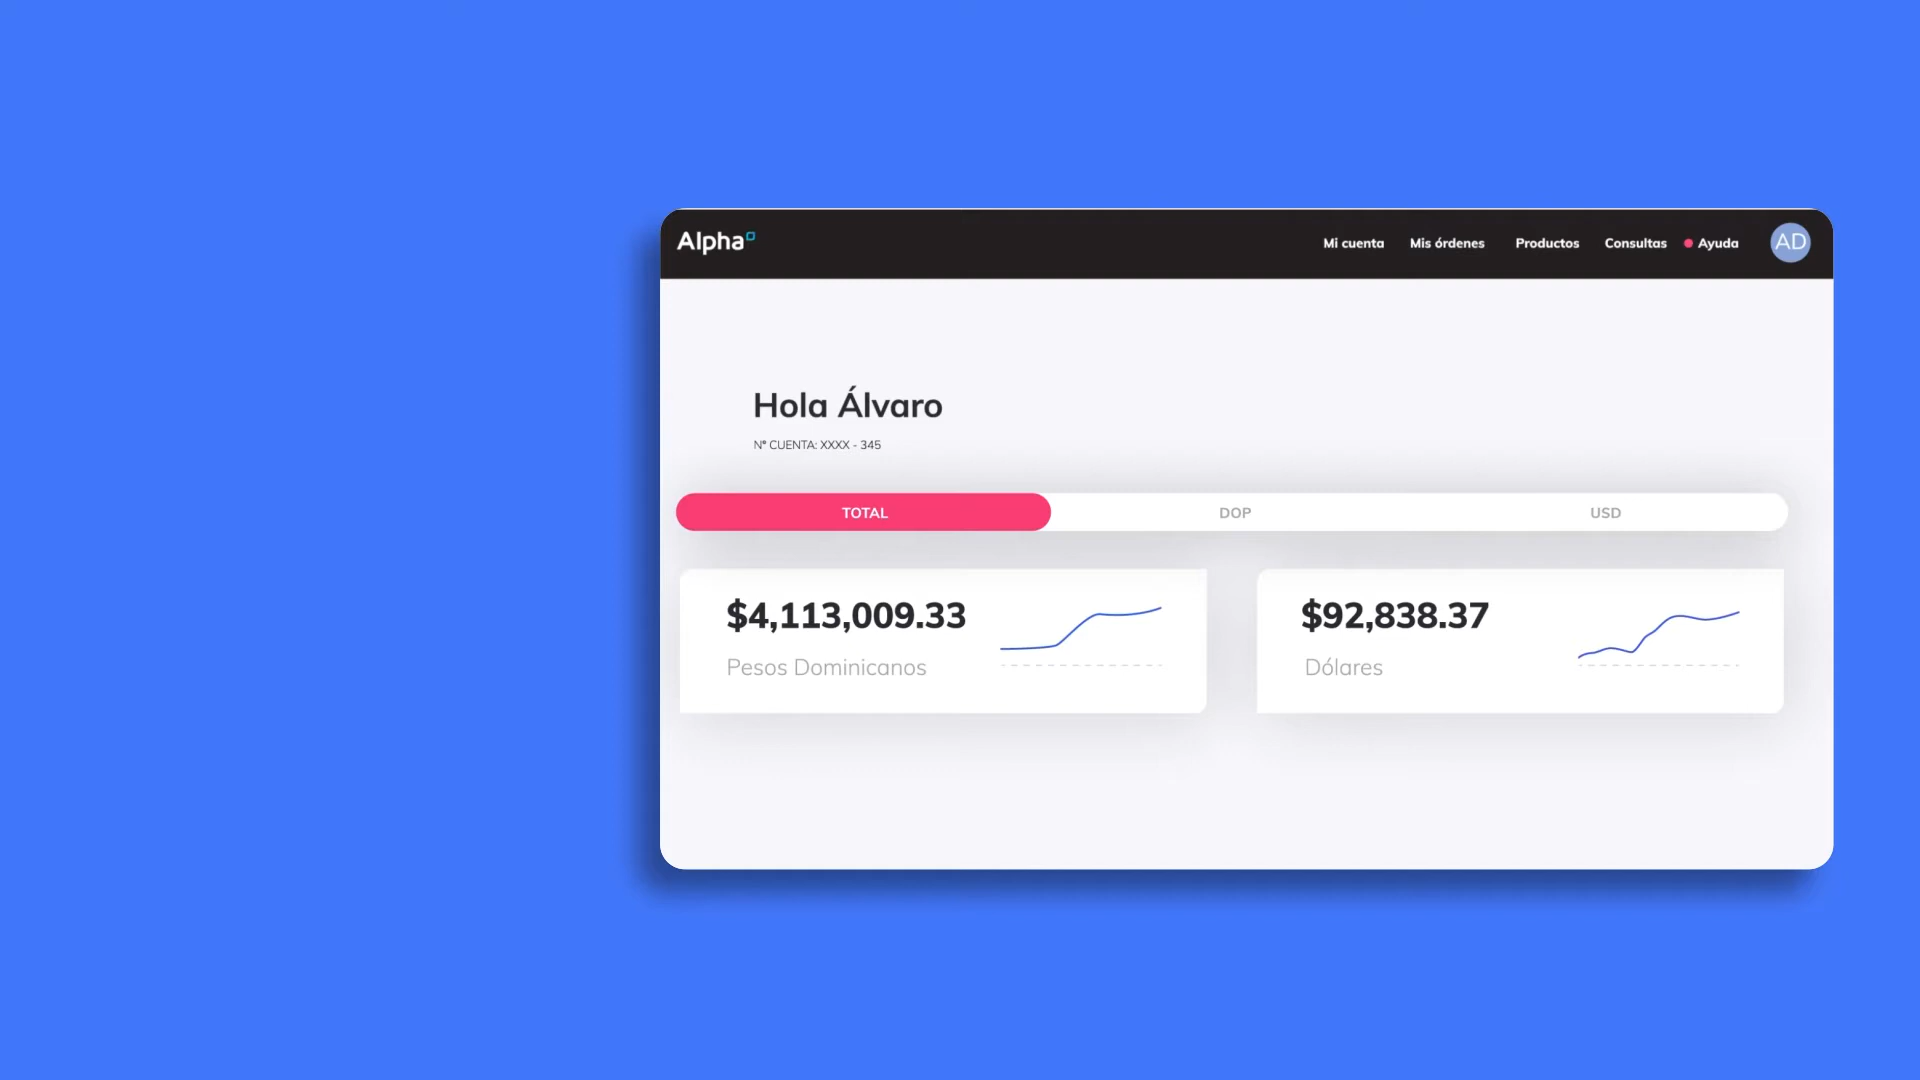 Alpha
Mi cuenta Mis órdenes Productos Consultas Ayuda AD
Hola Álvaro
Nº CUENTA: XXXX - 345
TOTAL DOP USD
$4,113,009.33 $92,838.37
Pesos Dominicanos Dólares